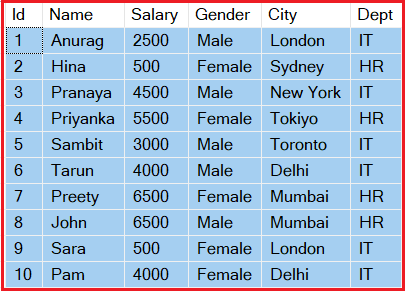 Id Name Salary Gender City Dept
1 Anurag 2500 Male London IT
2 Hina 500 Female Sydney HR
3 Pranaya 4500 Male New York IT
4 Priyanka 5500 Female Tokiyo HR
5 Sambit 3000 Male Toronto IT
6 Tarun 4000 Male Delhi IT
7 Preety 6500 Female Mumbai HR
8 John 6500 Male Mumbai HR
9 Sara 500 Female London IT
10 Pam 4000 Female Delhi IT